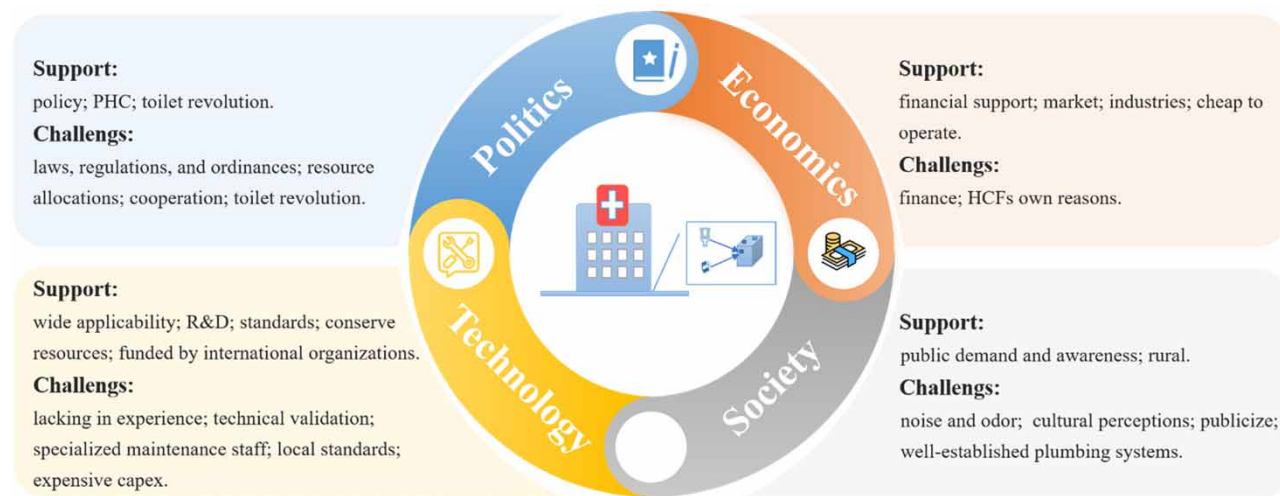 Support:
policy; PHC; toilet revolution.
Challengs:
laws, regulations, and ordinances; resource
allocations; cooperation; toilet revolution.
Politics
Economics
Support:
financial support; market; industries; cheap to
operate.
Challengs:
finance; HCFs own reasons.
Support:
wide applicability; R&D; standards; conserve
resources; funded by international organizations.
Challengs:
lacking in experience; technical validation;
specialized maintenance staff; local standards;
expensive capex.
Technology
Society
Support:
public demand and awareness; rural.
Challengs:
noise and odor; cultural perceptions; publicize;
well-established plumbing systems.